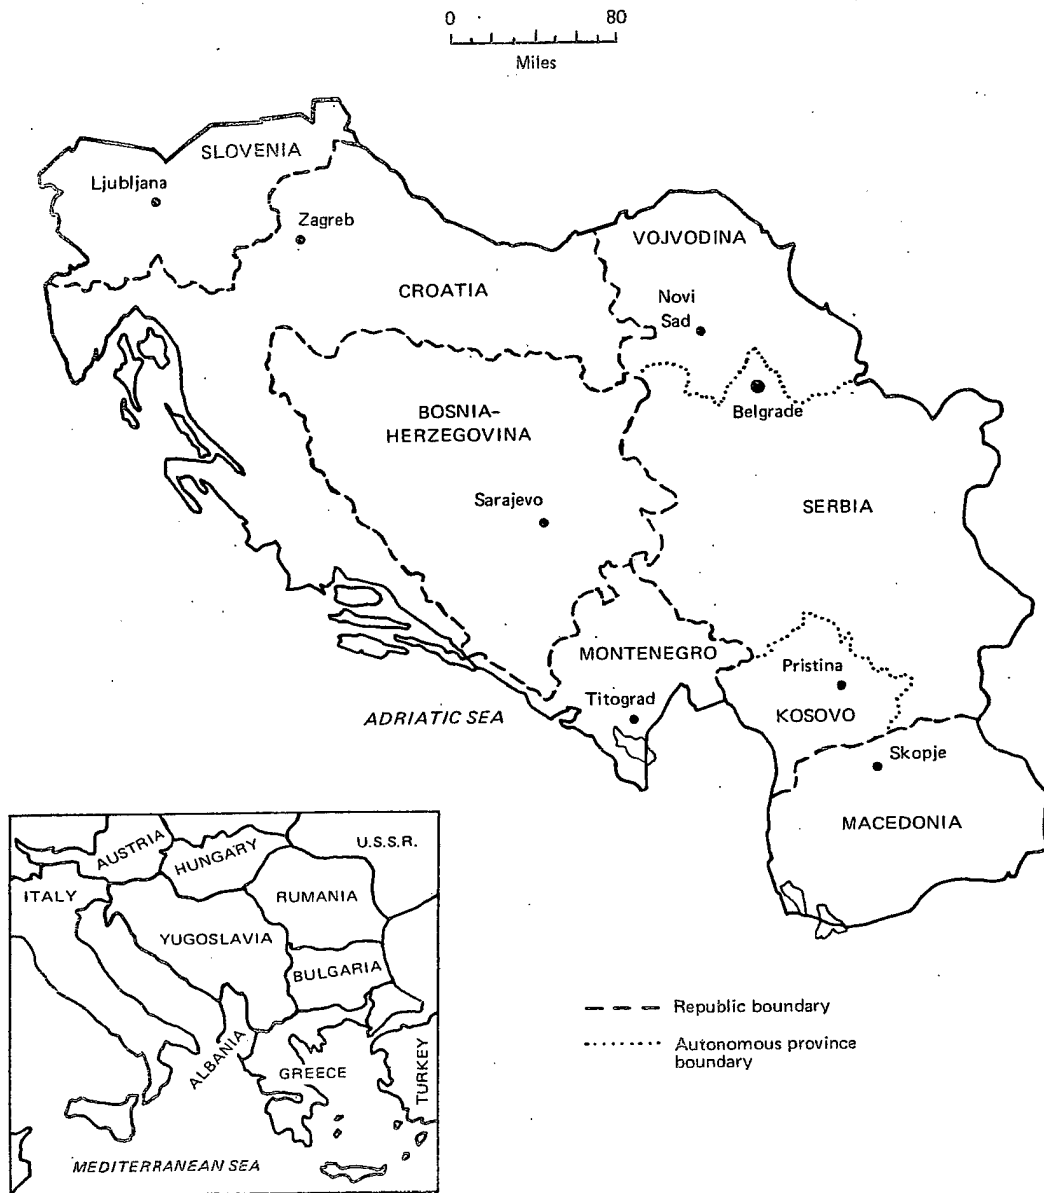 0 80
Miles
SLOVENIA
Ljubljana
Zagreb
VOJVODINA
CROATIA
Novi
Sad
Belgrade
BOSNIA-
HERZEGOVINA
Sarajevo
SERBIA
MONTENEGRO
Pristina
Titograd
KOSOVO
ADRIATIC SEA
Skopje
MACEDONIA
AUSTRIA
HUNGARY
U.S.S.R.
ITALY
RUMANIA
YUGOSLAVIA
BULGARIA
ALBANIA
GREECE
TURKEY
MEDITERRANEAN SEA
Republic boundary
Autonomous province
boundary